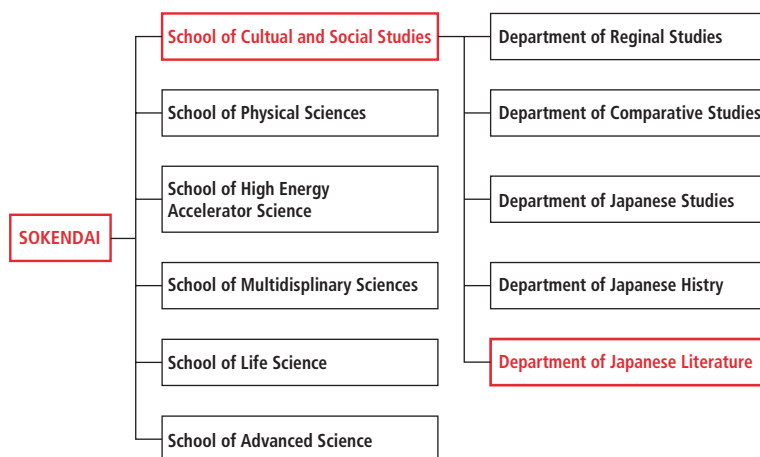 SOKENDAI
School of Cultual and Social Studies
School of Physical Sciences
School of High Energy
Accelerator Science
School of Multidisplinary Sciences
School of Life Science
School of Advanced Science
Department of Reginal Studies
Department of Comparative Studies
Department of Japanese Studies
Department of Japanese Histry
Department of Japanese Literature